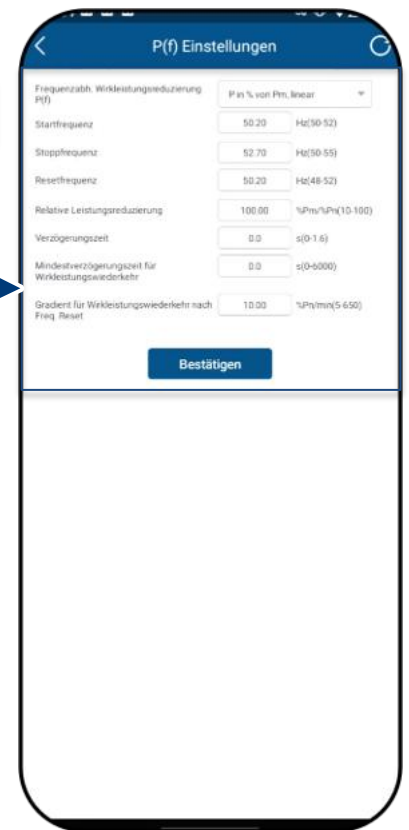 P(f) Einstellungen
Frequenzabh. Wirkleistungsreduzierung
P(f)
P in % von Pm, linear
Startfrequenz 50.20 Hz(50-52)
Stoppfrequenz 52.70 Hz(50-55)
Resetfrequenz 50.20 Hz(48-52)
Relative Leistungsreduzierung 100.00 %Pm/%Pn(10-100)
Verzögerungszeit 0.0 s(0-1.6)
Mindestverzögerungszeit für
Wirkleistungswiederkehr
0.0 s(0-6000)
Gradient für Wirkleistungswiederkehr nach
Freq. Reset
10.00 %Pn/min(5-650)
Bestätigen